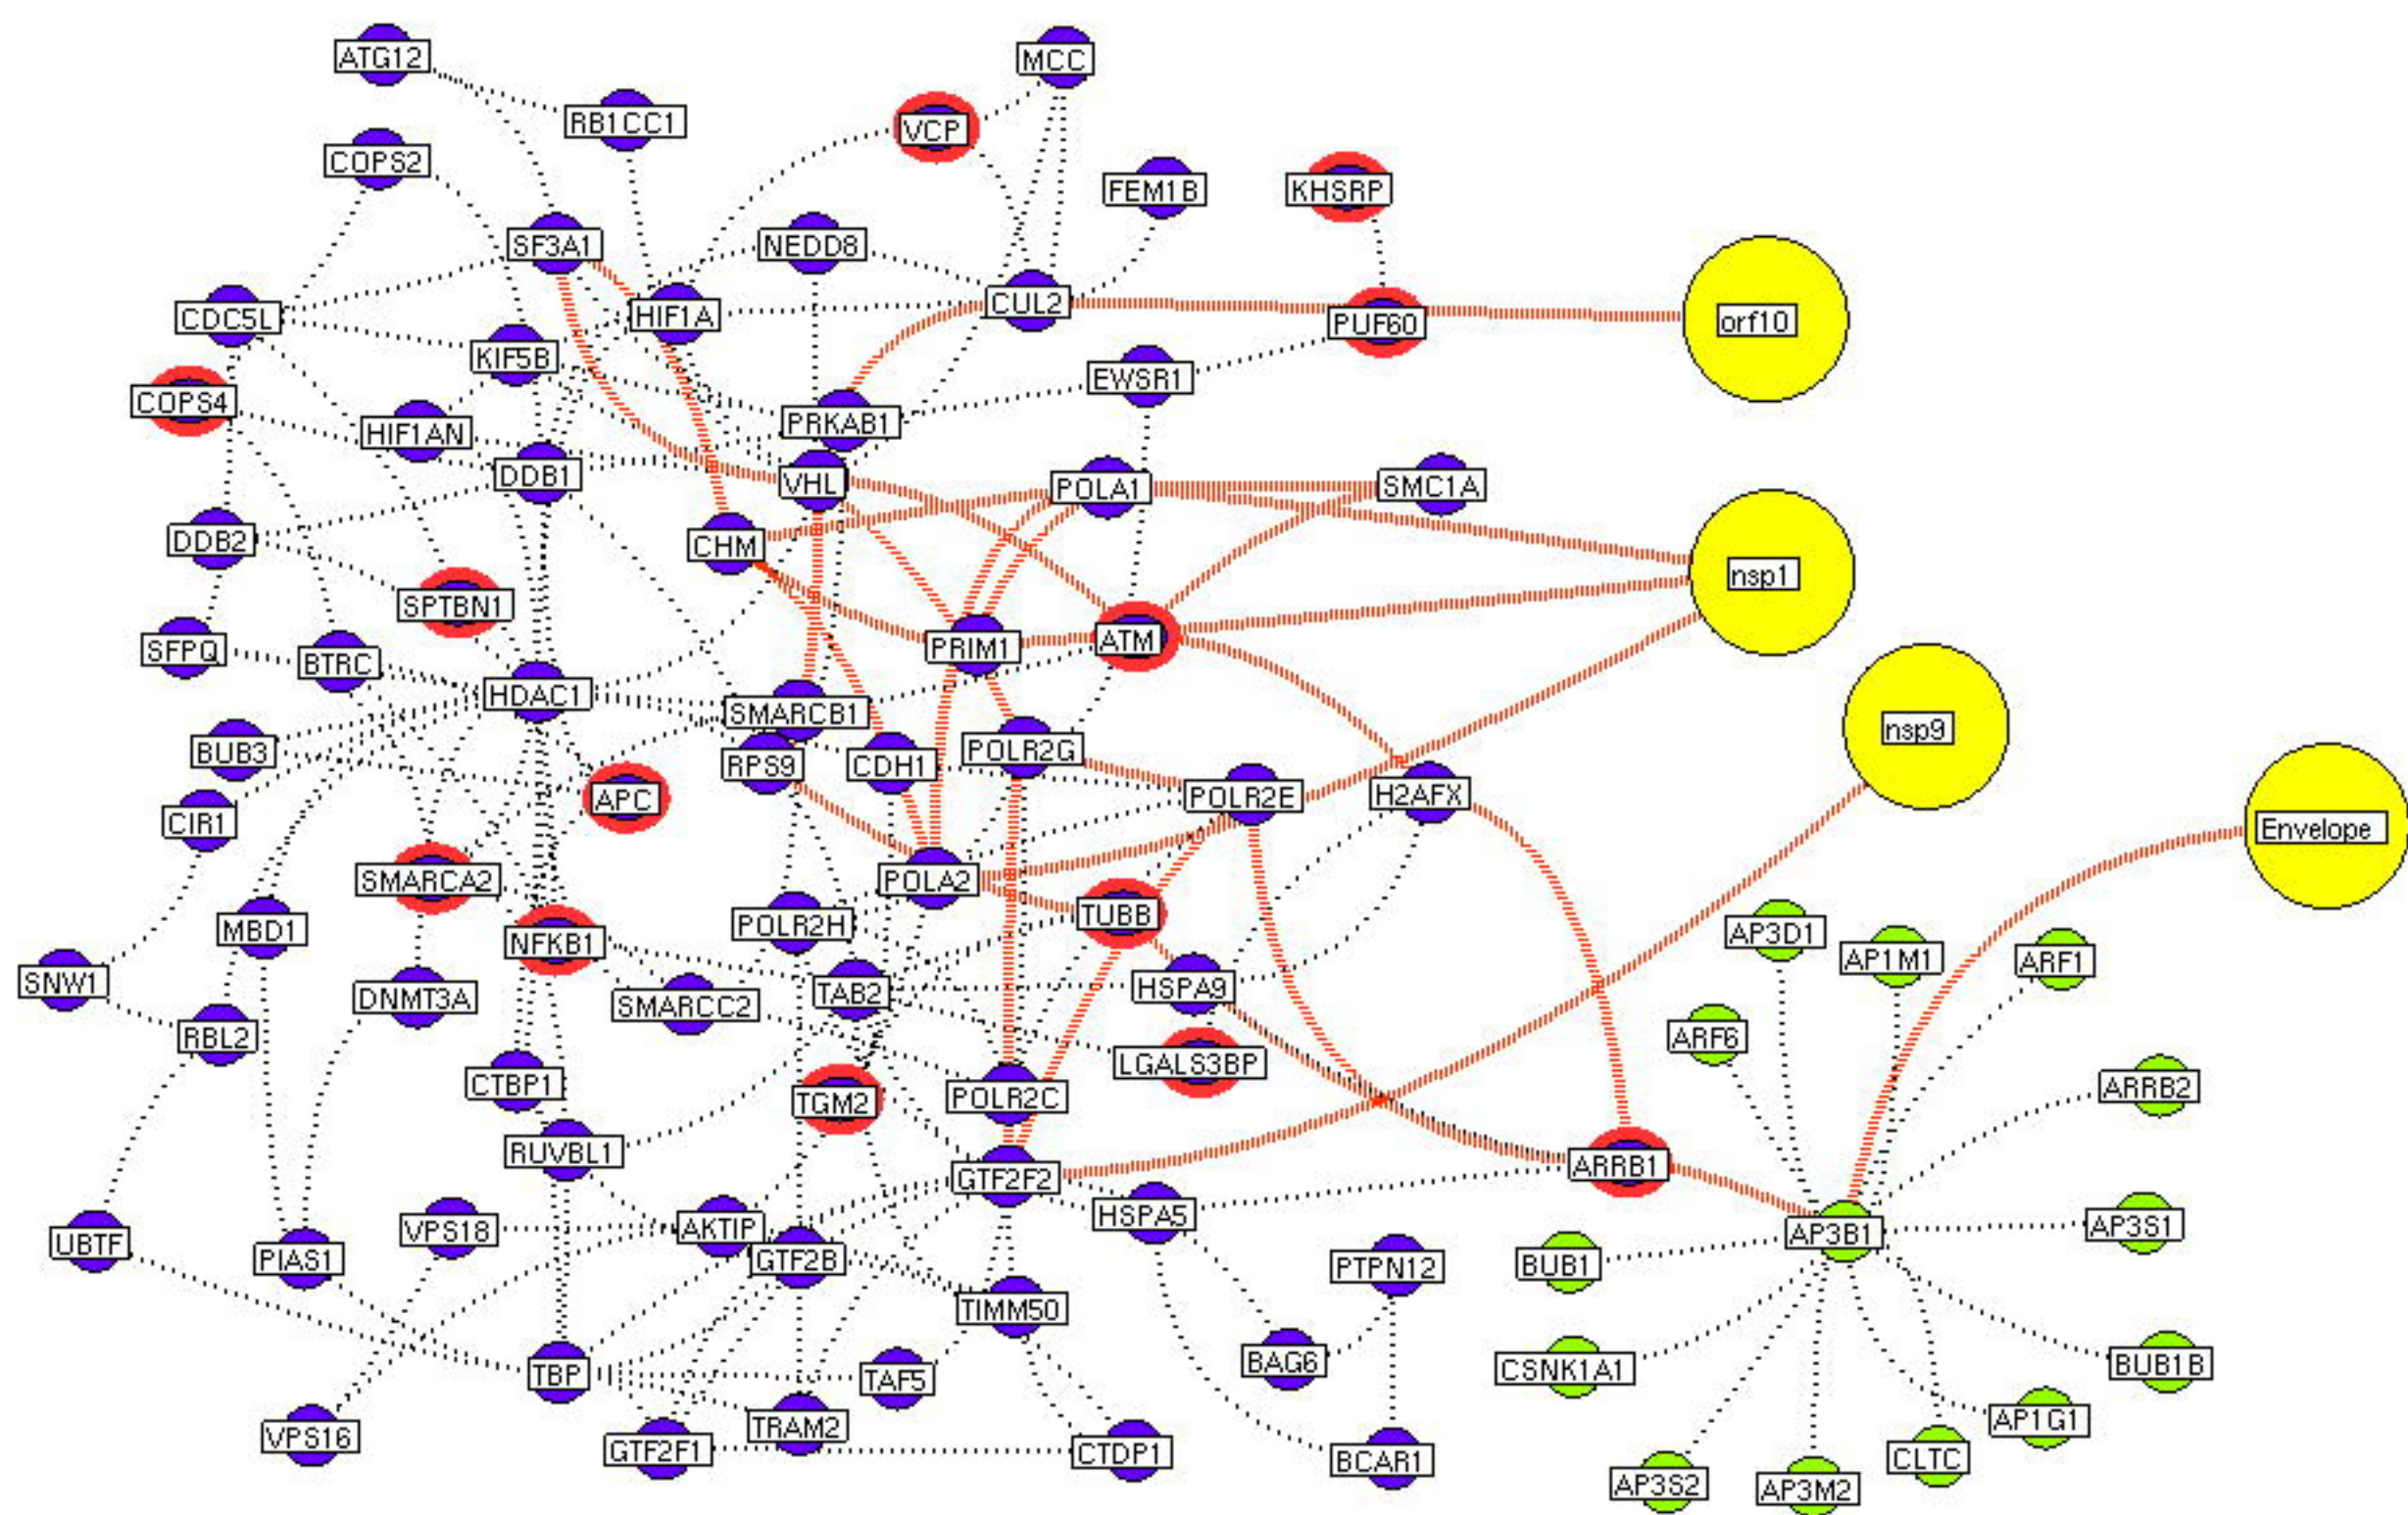 ATG12
MCC
RB1CC1
VCP
COPS2
FEM1B
KHSRP
SF3A1
NEDD8
CDC5L
HIF1A
CUL2
PUF60
orf10
KIF5B
EWSR1
COPS4
HIF1AN
PRKAB1
DDB1
VHL
POLA1
SMC1A
DDB2
CHM
nsp1
SPTBN1
SFPQ
BTRC
PRIM1
ATM
HDAC1
SMARCB1
nsp9
BUB3
RPS9
CDH1
POLR2G
APC
POLR2E
H2AFX
CIR1
Envelope
SMARCA2
POLA2
TUBB
MBD1
NFKB1
POLR2H
AP3D1
AP1M1
ARF1
SNW1
DNMT3A
SMARCC2
TAB2
HSPA9
RBL2
ARF6
LGALS3BP
CTBP1
TGM2
POLR2C
ARRB2
RUVBL1
GTF2F2
ARRB1
UBTF
PIAS1
VPS18
AKTIP
GTF2B
HSPA5
AP3B1
AP3S1
PTPN12
BUB1
TIMM50
TBP
TAF5
BAG6
CSNK1A1
BUB1B
VPS16
GTF2F1
TRAM2
CTDP1
BCAR1
AP1G1
CLTC
AP3S2
AP3M2